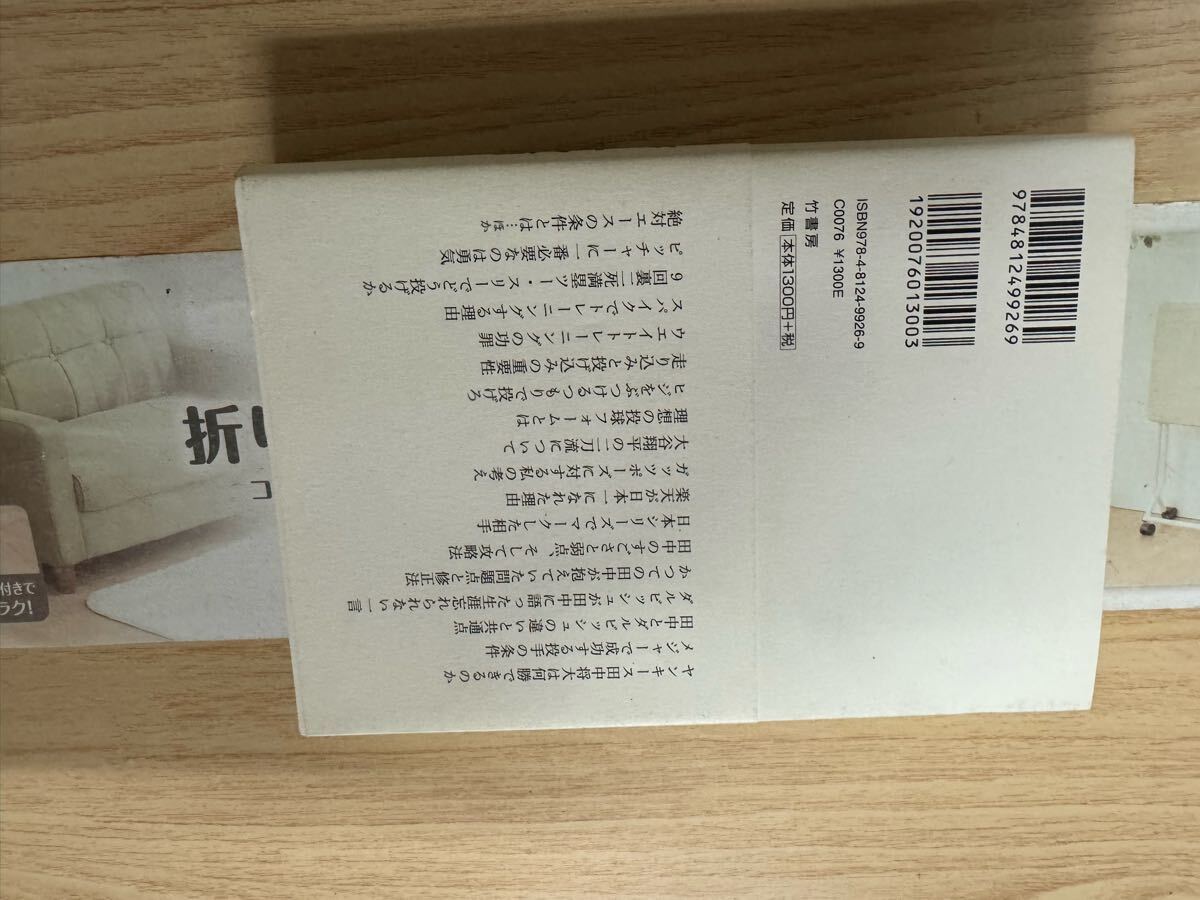 9784812499269
1920076013003
ISBN978-4-8124-9926-9
C0076 ¥1300E
竹書房
定価 本体1300円+税
ヤンキース田中将大は何勝できるのか
メジャーで成功する投手の条件
田中とダルビッシュの違いと共通点
ダルビッシュが田中に語った生涯忘れられない一言
かつての田中が抱えていた問題点と修正法
田中のすごさと弱点、そして攻略法
日本シリーズでマークした相手
楽天が日本一になれた理由
ガッツポーズに対する私の考え
大谷翔平の二刀流について
理想の投球フォームとは
ヒジをぶつけるつもりで投げろ
走り込みと投げ込みの重要性
ウエイトトレーニングの功罪
スパイクでトレーニングする理由
9回裏二死満塁ツー・スリーでどう投げるか
ピッチャーに一番必要なのは勇気
絶対エースの条件とは…ほか
折り
コ
付きで
ラク!